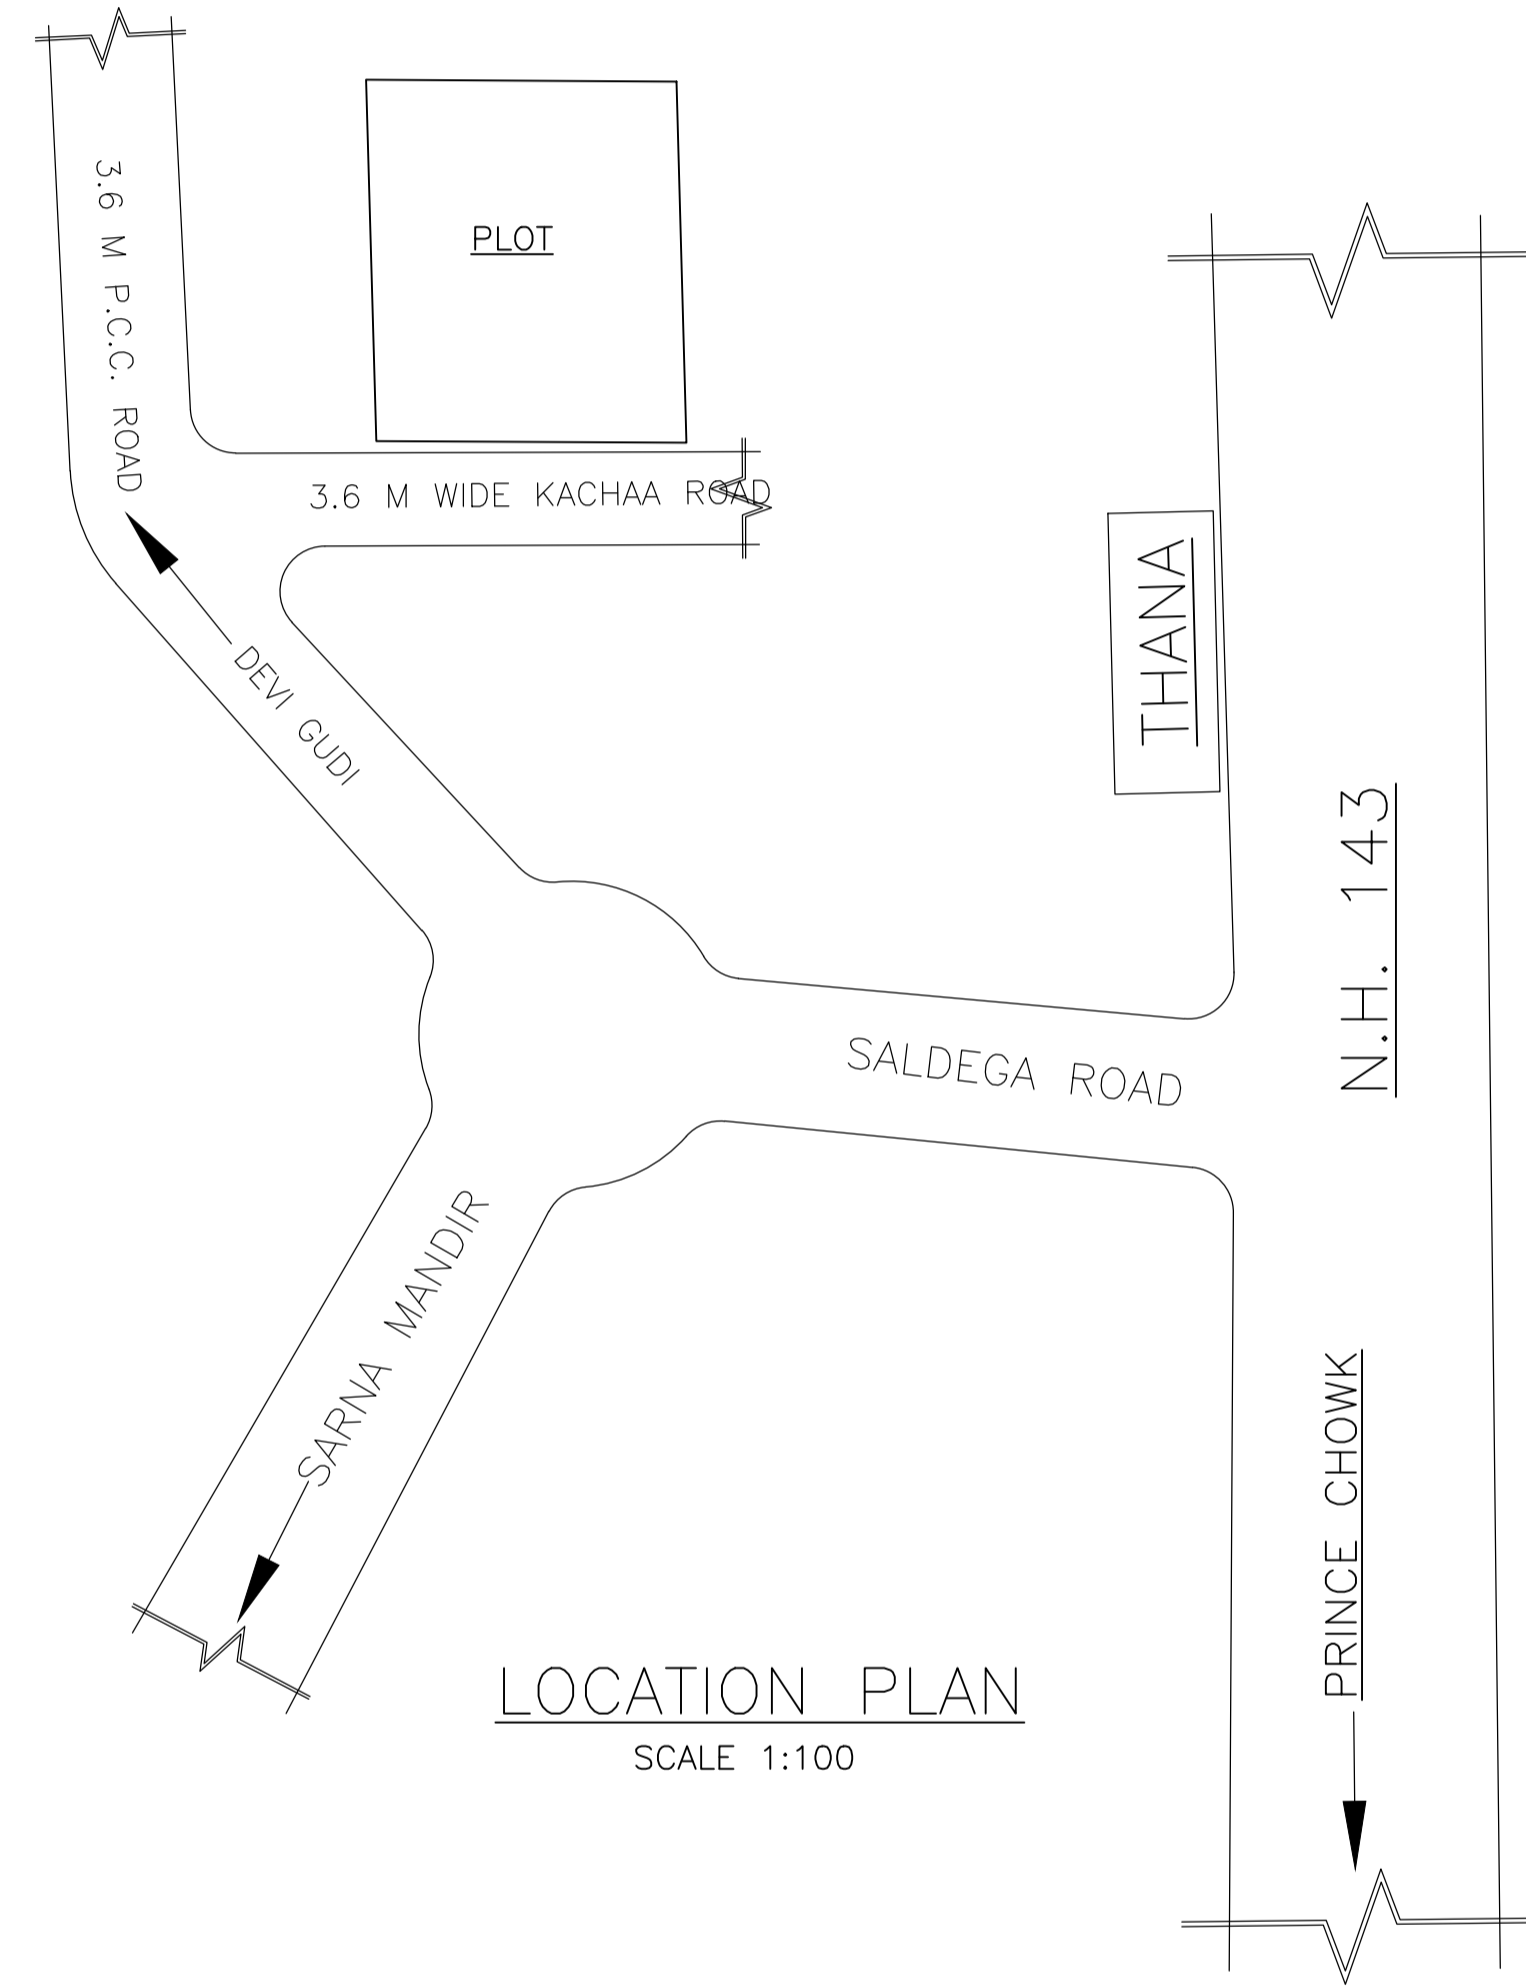 3.6 M P.C.C. ROAD
PLOT
3.6 M WIDE KACHAA ROAD
THANA
DEVI GUDI
N.H. 143
SALDEGA ROAD
SARNA MANDIR
PRINCE CHOWK
LOCATION PLAN
SCALE 1:100